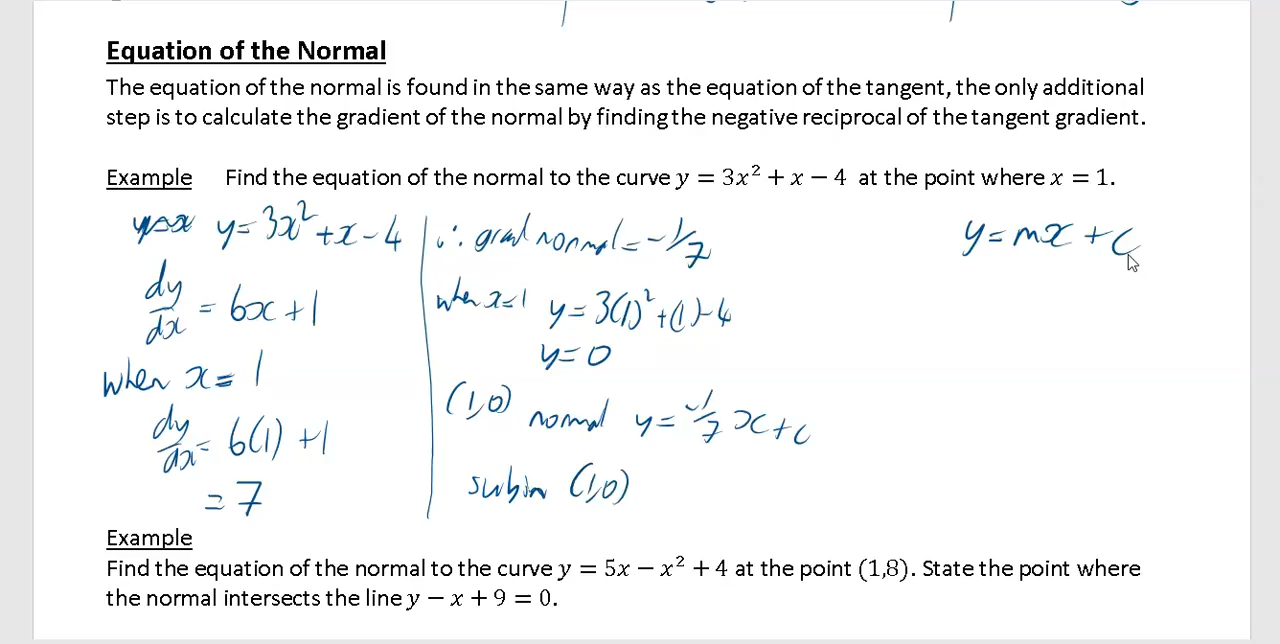 Equation of the Normal
The equation of the normal is found in the same way as the equation of the tangent, the only additional
step is to calculate the gradient of the normal by finding the negative reciprocal of the tangent gradient.
Example Find the equation of the normal to the curve y = 3x² + x − 4 at the point where x = 1.
y = 3x² + x − 4
dy/dx = 6x + 1
when x = 1
dy/dx = 6(1) + 1
= 7
∴ grad normal = −1/7
when x=1 y = 3(1)² + (1) − 4
y = 0
(1,0) normal y = −1/7 x + c
sub in (1,0)
y = mx + c
Example
Find the equation of the normal to the curve y = 5x − x² + 4 at the point (1,8). State the point where
the normal intersects the line y − x + 9 = 0.